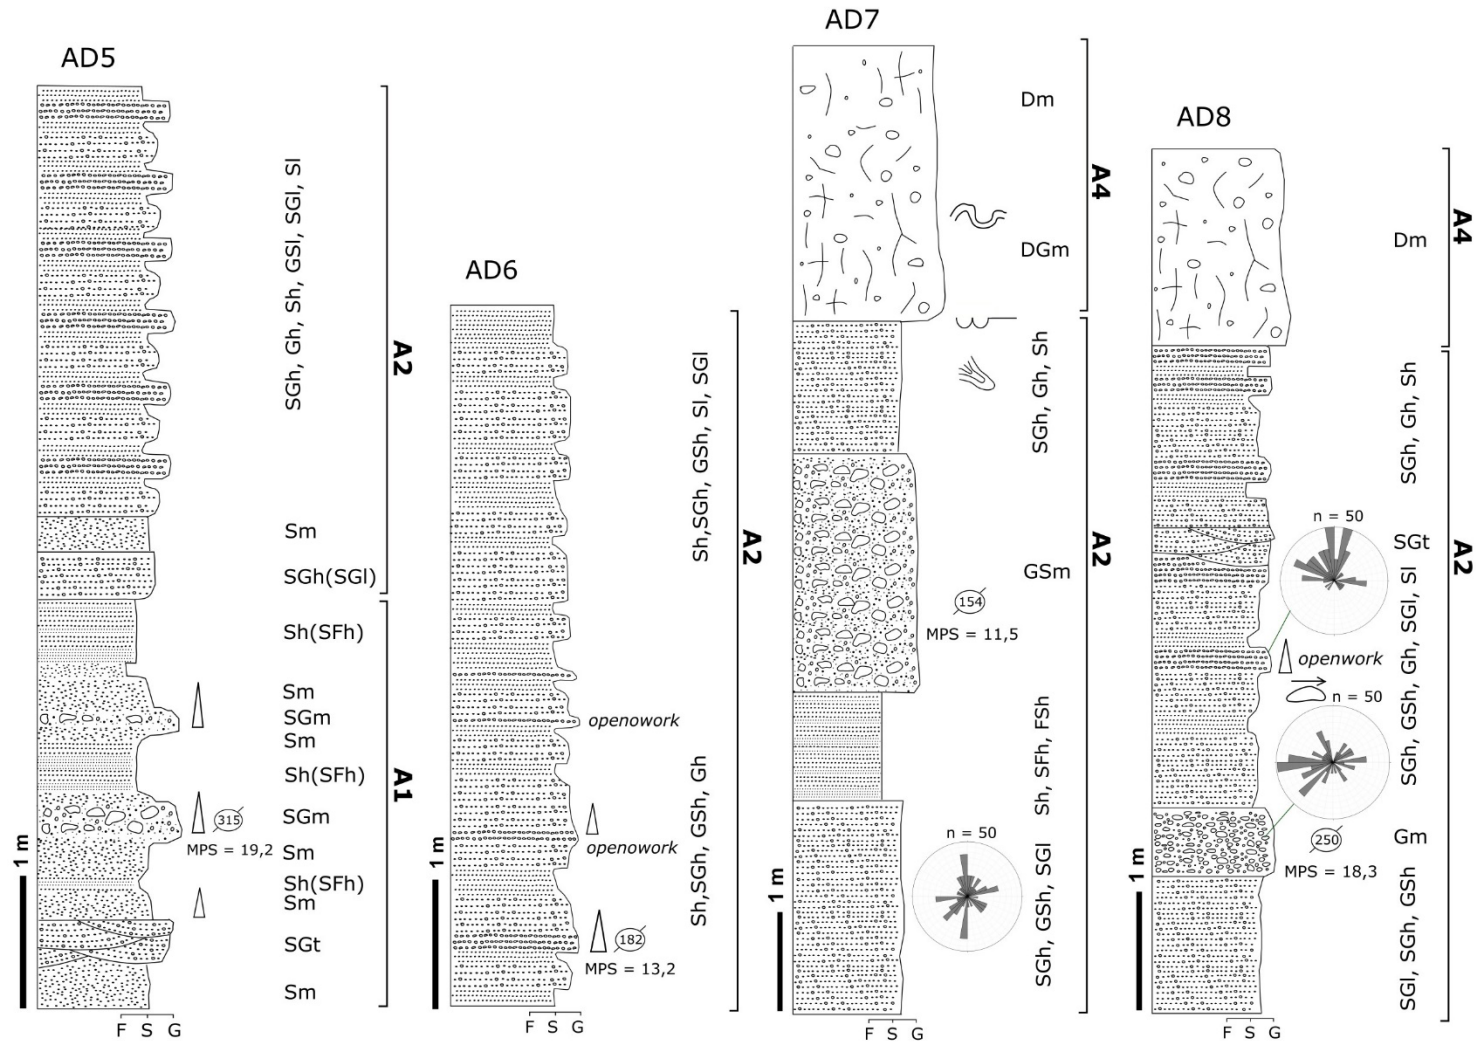 AD5
SGh, Gh, Sh, GSl, SGl, Sl
A2
Sm
SGh(SGl)
Sh(SFh)
Sm
SGm
Sm
Sh(SFh)
SGm
315
MPS = 19,2
Sm
Sh(SFh)
Sm
SGt
Sm
A1
1 m
F S G
AD6
Sh,SGh, GSh, Sl, SGl
A2
openowork
openowork
Sh,SGh, GSh, Gh
182
MPS = 13,2
1 m
F S G
AD7
Dm
DGm
A4
SGh, Gh, Sh
GSm
A2
154
MPS = 11,5
Sh, SFh, FSh
n = 50
SGh, GSh, SGl
1 m
F S G
AD8
Dm
A4
SGh, Gh, Sh
n = 50
SGt
A2
SGh, GSh, Gh, SGl, Sl
openwork
n = 50
Gm
250
MPS = 18,3
SGl, SGh, GSh
1 m
F S G